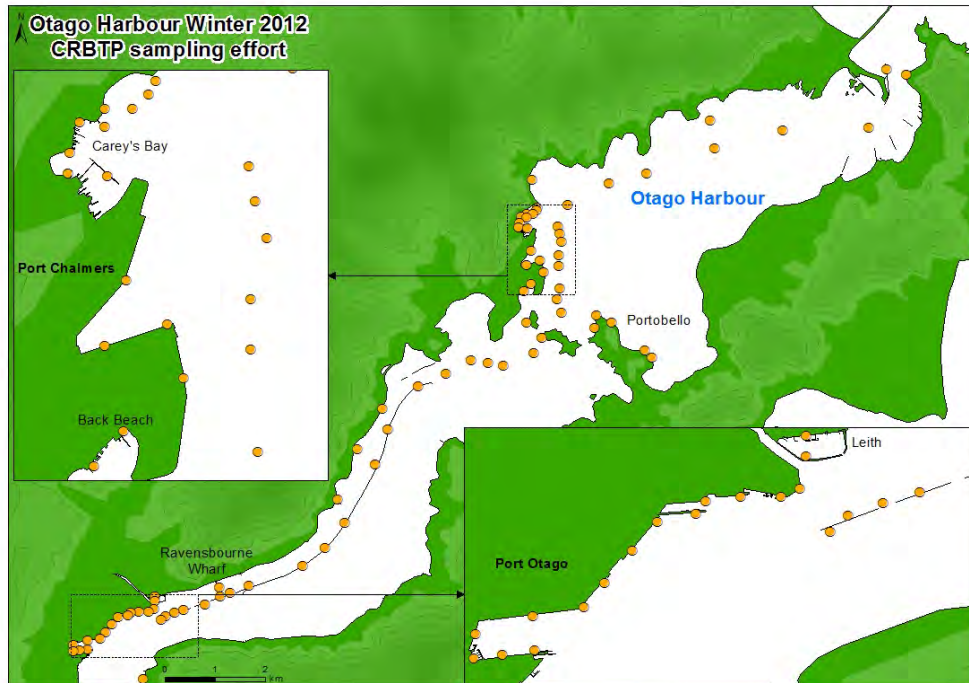 Otago Harbour Winter 2012
CRBTP sampling effort
N
Carey's Bay
Port Chalmers
Back Beach
Otago Harbour
Portobello
Ravensbourne
Wharf
Leith
Port Otago
0 1 2
km